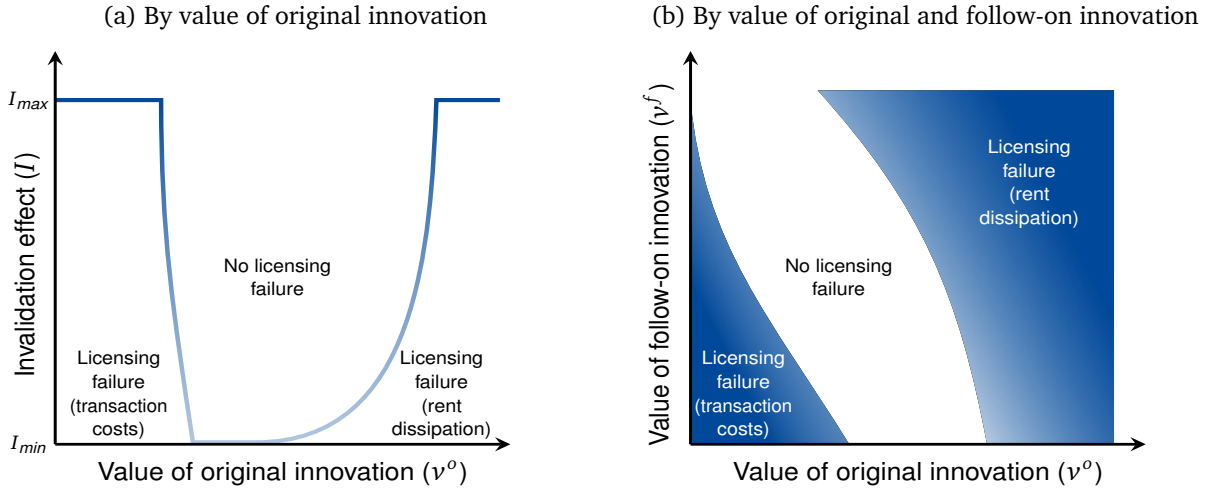 (a) By value of original innovation
I_max
Invalidation effect (I)
No licensing
failure
Licensing
failure
(transaction
costs)
Licensing
failure
(rent
dissipation)
I_min
Value of original innovation (ν^o)
(b) By value of original and follow-on innovation
Value of follow-on innovation (ν^f)
Licensing
failure
(rent
dissipation)
No licensing
failure
Licensing
failure
(transaction
costs)
Value of original innovation (ν^o)